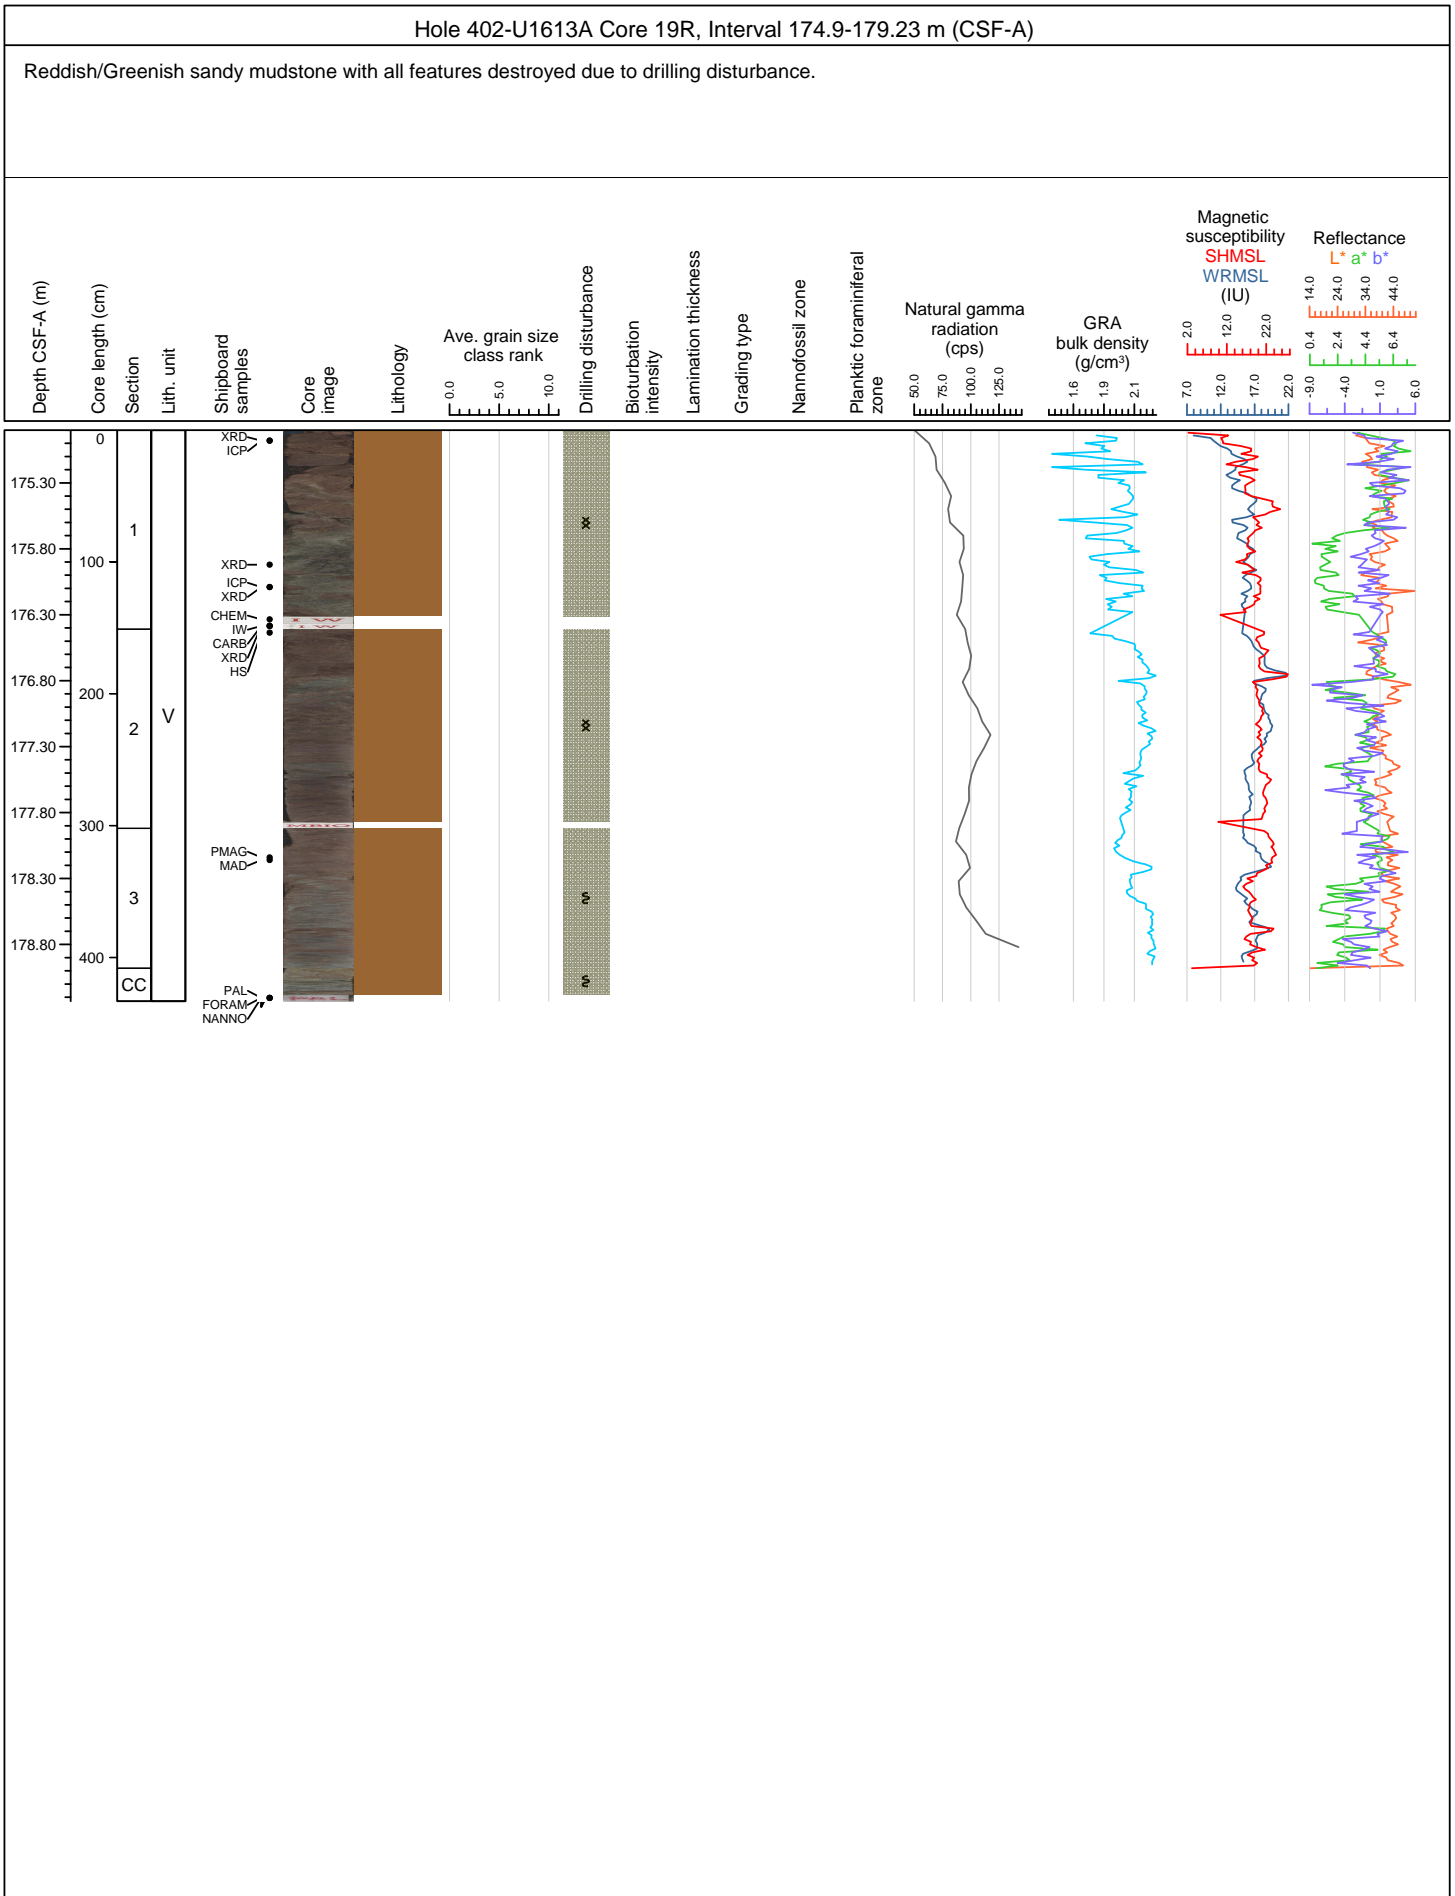 Hole 402-U1613A Core 19R, Interval 174.9-179.23 m (CSF-A)
Reddish/Greenish sandy mudstone with all features destroyed due to drilling disturbance.
Depth CSF-A (m)
Core length (cm)
Section
Lith. unit
Shipboard
samples
Core
image
Lithology
Ave. grain size
class rank
0.0
5.0
10.0
Drilling disturbance
Bioturbation
intensity
Lamination thickness
Grading type
Nannofossil zone
Planktic foraminiferal
zone
Natural gamma
radiation
(cps)
50.0
75.0
100.0
125.0
GRA
bulk density
(g/cm³)
1.6
1.9
2.1
Magnetic
susceptibility
SHMSL
WRMSL
(IU)
2.0
12.0
22.0
7.0
12.0
17.0
22.0
Reflectance
L* a* b*
14.0
24.0
34.0
44.0
0.4
2.4
4.4
6.4
-9.0
-4.0
1.0
6.0
175.30
175.80
176.30
176.80
177.30
177.80
178.30
178.80
0
100
200
300
400
1
2
3
CC
V
XRD
ICP
XRD
ICP
XRD
CHEM
IW
CARB
XRD
HS
PMAG
MAD
PAL
FORAM
NANNO
I W
I W
MBIO
PAL